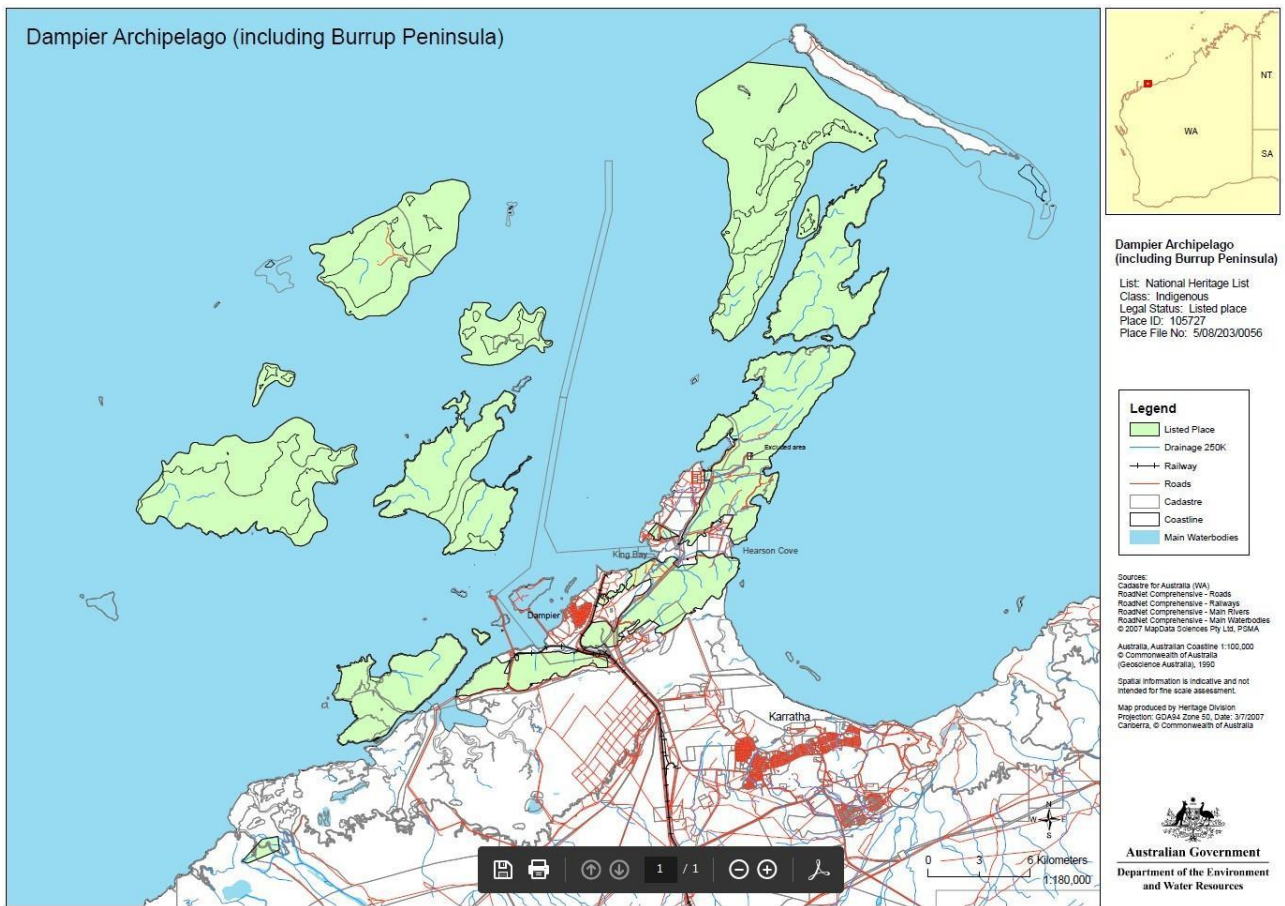 Dampier Archipelago (including Burrup Peninsula)
NT
WA
SA
Dampier Archipelago
(including Burrup Peninsula)
List: National Heritage List
Class: Indigenous
Legal Status: Listed place
Place ID: 105727
Place File No: 5/08/203/0056
Legend
Listed Place
Drainage 250K
Railway
Roads
Cadastre
Coastline
Main Waterbodies
Excluded area
King Bay
Hearson Cove
Dampier
Karratha
Sources:
Cadastre for Australia (WA)
RoadNet Comprehensive - Roads
RoadNet Comprehensive - Railways
RoadNet Comprehensive - Main Rivers
RoadNet Comprehensive - Main Waterbodies
© 2007 MapData Sciences Pty Ltd, PSMA
Australia, Australian Coastline 1:100,000
© Commonwealth of Australia
(Geoscience Australia), 1990
Spatial information is indicative and not
intended for fine scale assessment.
Map produced by Heritage Division
Projection: GDA94 Zone 50, Date: 3/7/2007
Canberra, © Commonwealth of Australia
N
W E
S
0 3 6 Kilometers
1:180,000
1 / 1
Australian Government
Department of the Environment
and Water Resources